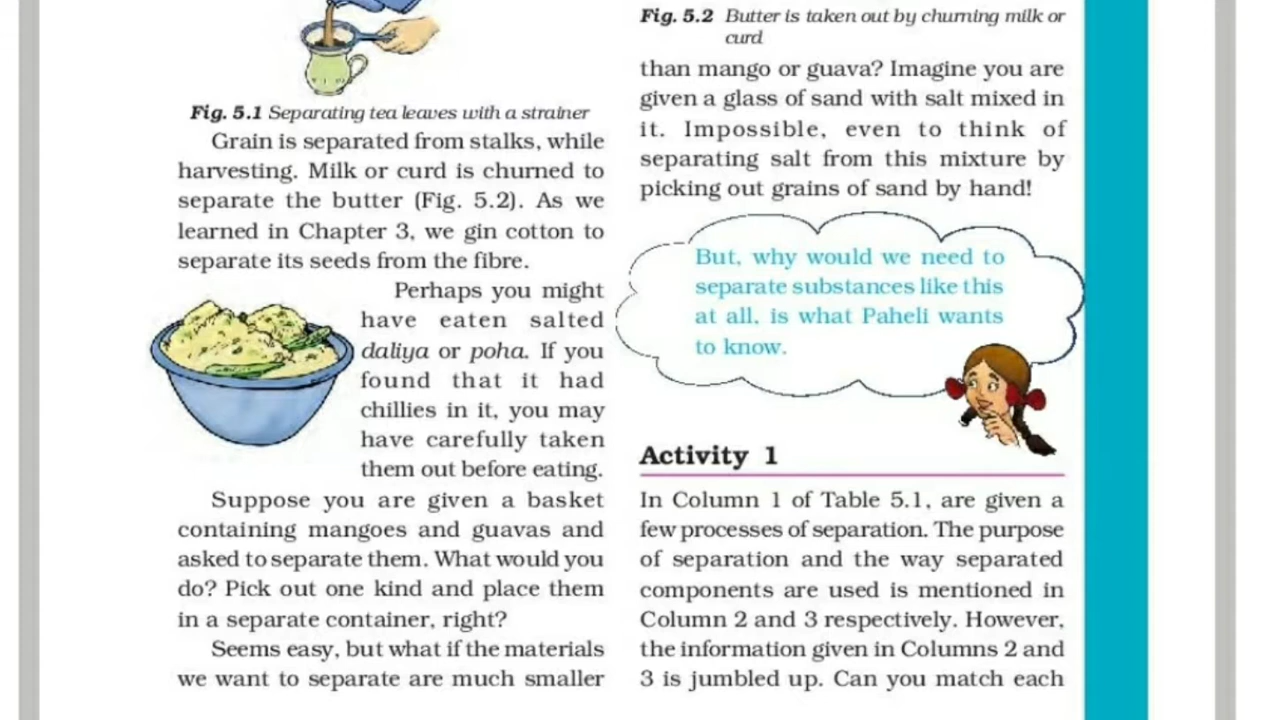 Fig. 5.1 Separating tea leaves with a strainer
Grain is separated from stalks, while
harvesting. Milk or curd is churned to
separate the butter (Fig. 5.2). As we
learned in Chapter 3, we gin cotton to
separate its seeds from the fibre.
Perhaps you might
have eaten salted
daliya or poha. If you
found that it had
chillies in it, you may
have carefully taken
them out before eating.
Suppose you are given a basket
containing mangoes and guavas and
asked to separate them. What would you
do? Pick out one kind and place them
in a separate container, right?
Seems easy, but what if the materials
we want to separate are much smaller
Fig. 5.2 Butter is taken out by churning milk or
curd
than mango or guava? Imagine you are
given a glass of sand with salt mixed in
it. Impossible, even to think of
separating salt from this mixture by
picking out grains of sand by hand!
But, why would we need to
separate substances like this
at all, is what Paheli wants
to know.
Activity 1
In Column 1 of Table 5.1, are given a
few processes of separation. The purpose
of separation and the way separated
components are used is mentioned in
Column 2 and 3 respectively. However,
the information given in Columns 2 and
3 is jumbled up. Can you match each